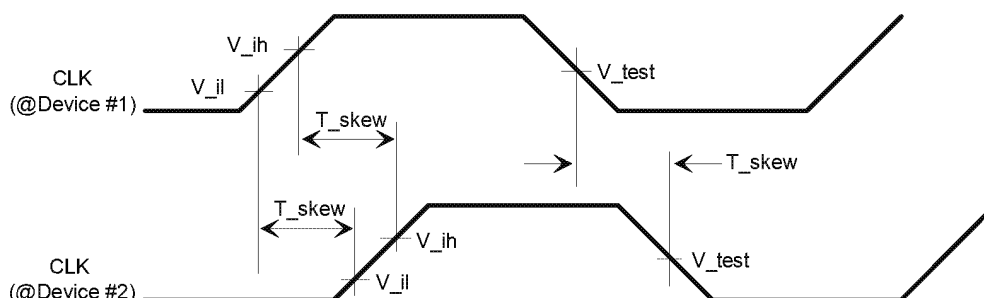 V_ih
V_test
CLK
(@Device #1)
V_il
T_skew
T_skew
T_skew
V_ih
V_test
CLK
(@Device #2)
V_il